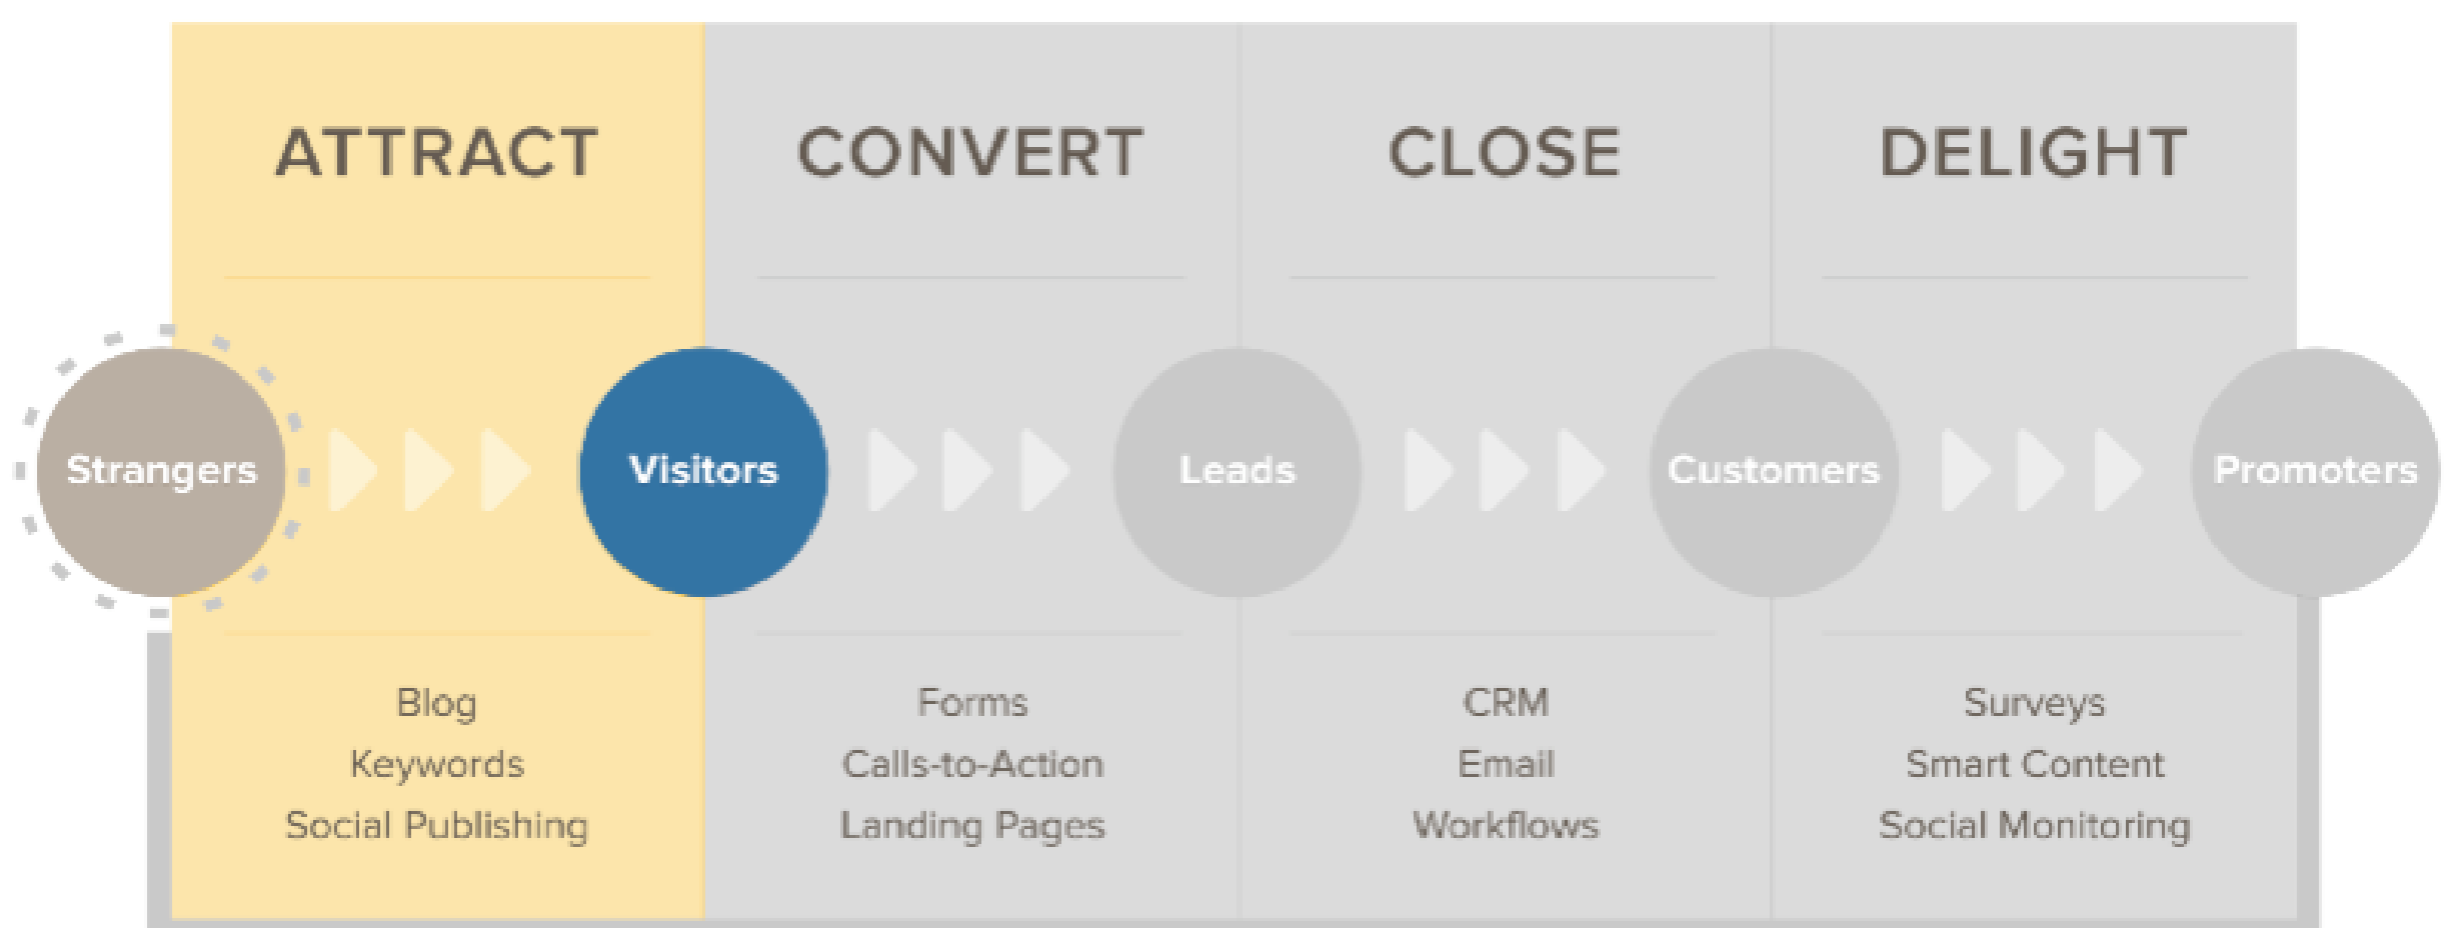 ATTRACT
CONVERT
CLOSE
DELIGHT
Strangers
Visitors
Leads
Customers
Promoters
Blog
Keywords
Social Publishing
Forms
Calls-to-Action
Landing Pages
CRM
Email
Workflows
Surveys
Smart Content
Social Monitoring